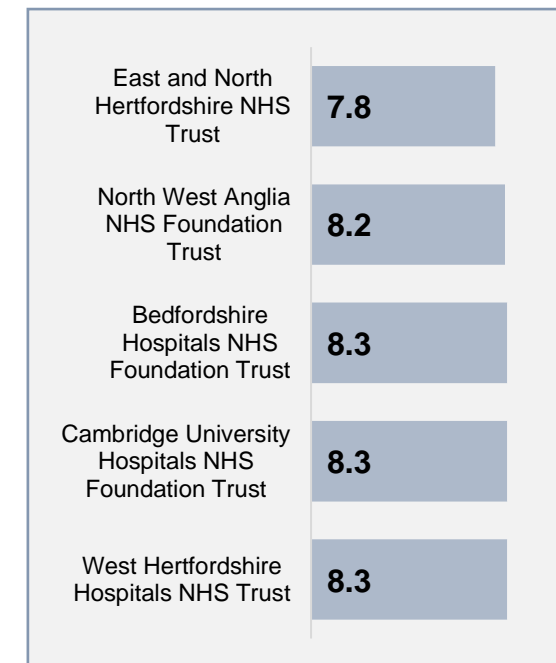 East and North
Hertfordshire NHS
Trust
7.8
North West Anglia
NHS Foundation
Trust
8.2
Bedfordshire
Hospitals NHS
Foundation Trust
8.3
Cambridge University
Hospitals NHS
Foundation Trust
8.3
West Hertfordshire
Hospitals NHS Trust
8.3